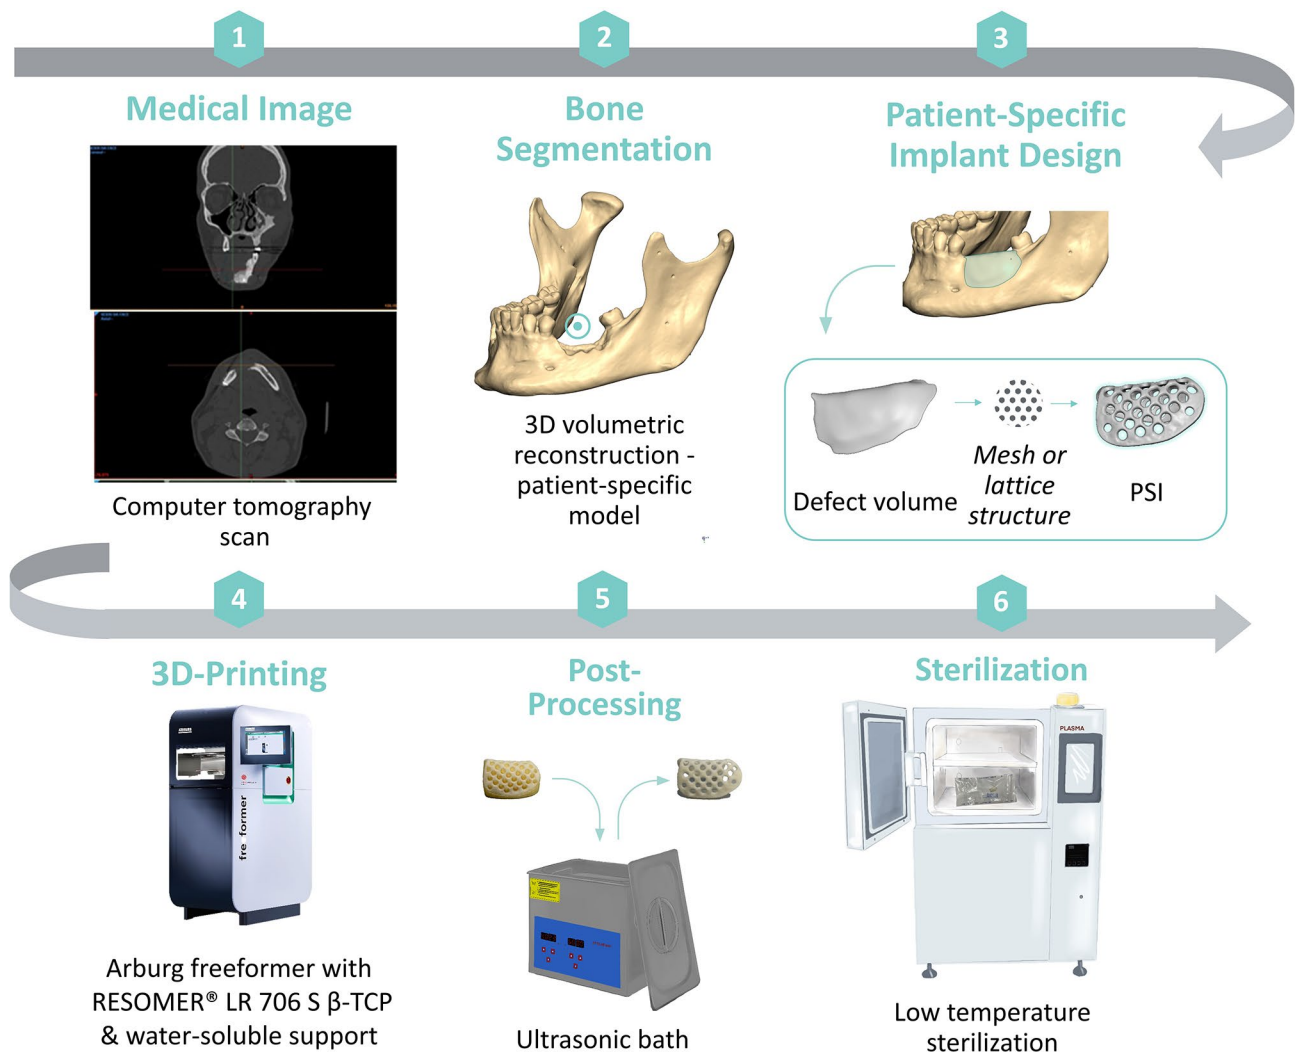 1
2
3
Medical Image
Bone
Segmentation
Patient-Specific
Implant Design
Computer tomography
scan
3D volumetric
reconstruction -
patient-specific
model
Defect volume
Mesh or
lattice
structure
PSI
4
5
6
3D-Printing
Post-
Processing
Sterilization
freeformer
PLASMA
Arburg freeformer with
RESOMER® LR 706 S β-TCP
& water-soluble support
Ultrasonic bath
Low temperature
sterilization